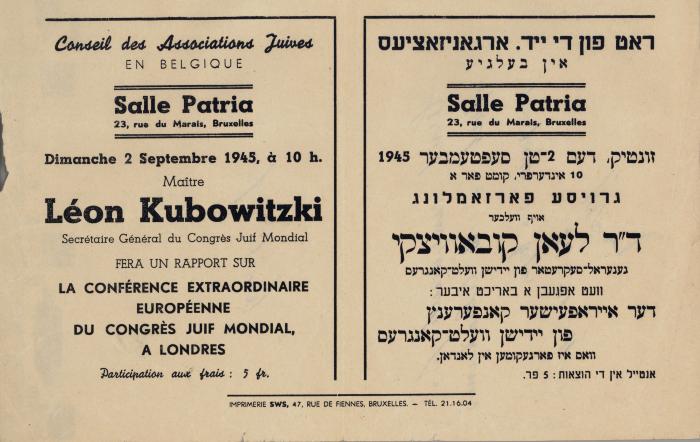 Conseil des Associations Juives
EN BELGIQUE
Salle Patria
23, rue du Marais, Bruxelles
Dimanche 2 Septembre 1945, à 10 h.
Maître
Léon Kubowitzki
Secrétaire Général du Congrès Juif Mondial
FERA UN RAPPORT SUR
LA CONFÉRENCE EXTRAORDINAIRE
EUROPÉENNE
DU CONGRÈS JUIF MONDIAL,
A LONDRES
Participation aux frais : 5 fr.
ראט פון די ייד. ארגאניזאציעס
אין בעלגיע
Salle Patria
23, rue du Marais, Bruxelles
זונטיק, דעם 2-טן סעפטעמבער 1945
10 אינדערפרי, קומט פאר א
גרויסע פארזאמלונג
אויף וועלכער
ד"ר לעאן קובאוויצקי
גענעראל-סעקרעטאר פון יידישן וועלט-קאנגרעס
וועט אפגעבן א באריכט איבער:
דער אייראפעישער קאנפערענץ
פון יידישן וועלט-קאנגרעס
וואס איז פארגעקומען אין לאנדאן.
אנטייל אין די הוצאות: 5 פר.
IMPRIMERIE SWS, 47, RUE DE FIENNES, BRUXELLES. — TÉL. 21.16.04